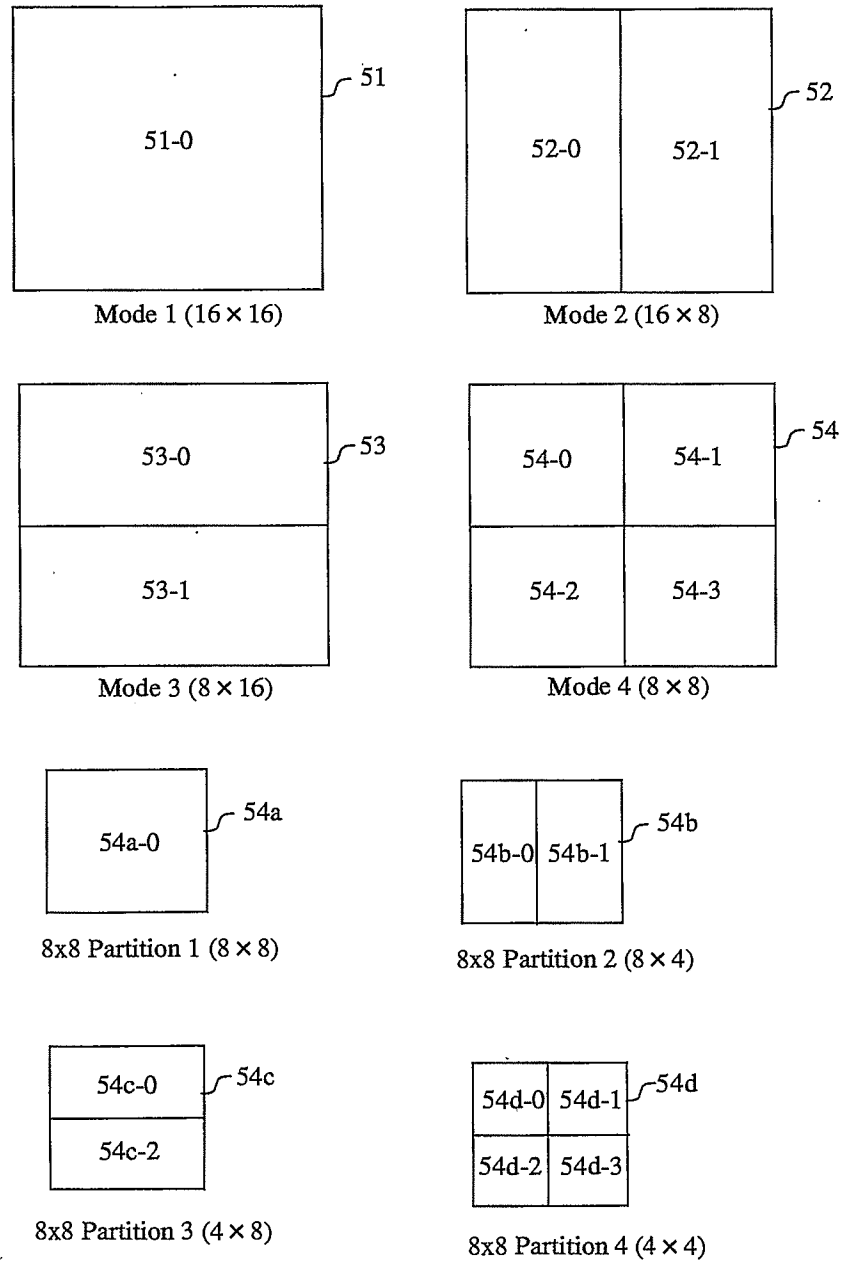 51
51-0
Mode 1 (16 × 16)
52
52-0 52-1
Mode 2 (16 × 8)
53
53-0
53-1
Mode 3 (8 × 16)
54
54-0 54-1
54-2 54-3
Mode 4 (8 × 8)
54a
54a-0
8x8 Partition 1 (8 × 8)
54b
54b-0 54b-1
8x8 Partition 2 (8 × 4)
54c
54c-0
54c-2
8x8 Partition 3 (4 × 8)
54d
54d-0 54d-1
54d-2 54d-3
8x8 Partition 4 (4 × 4)